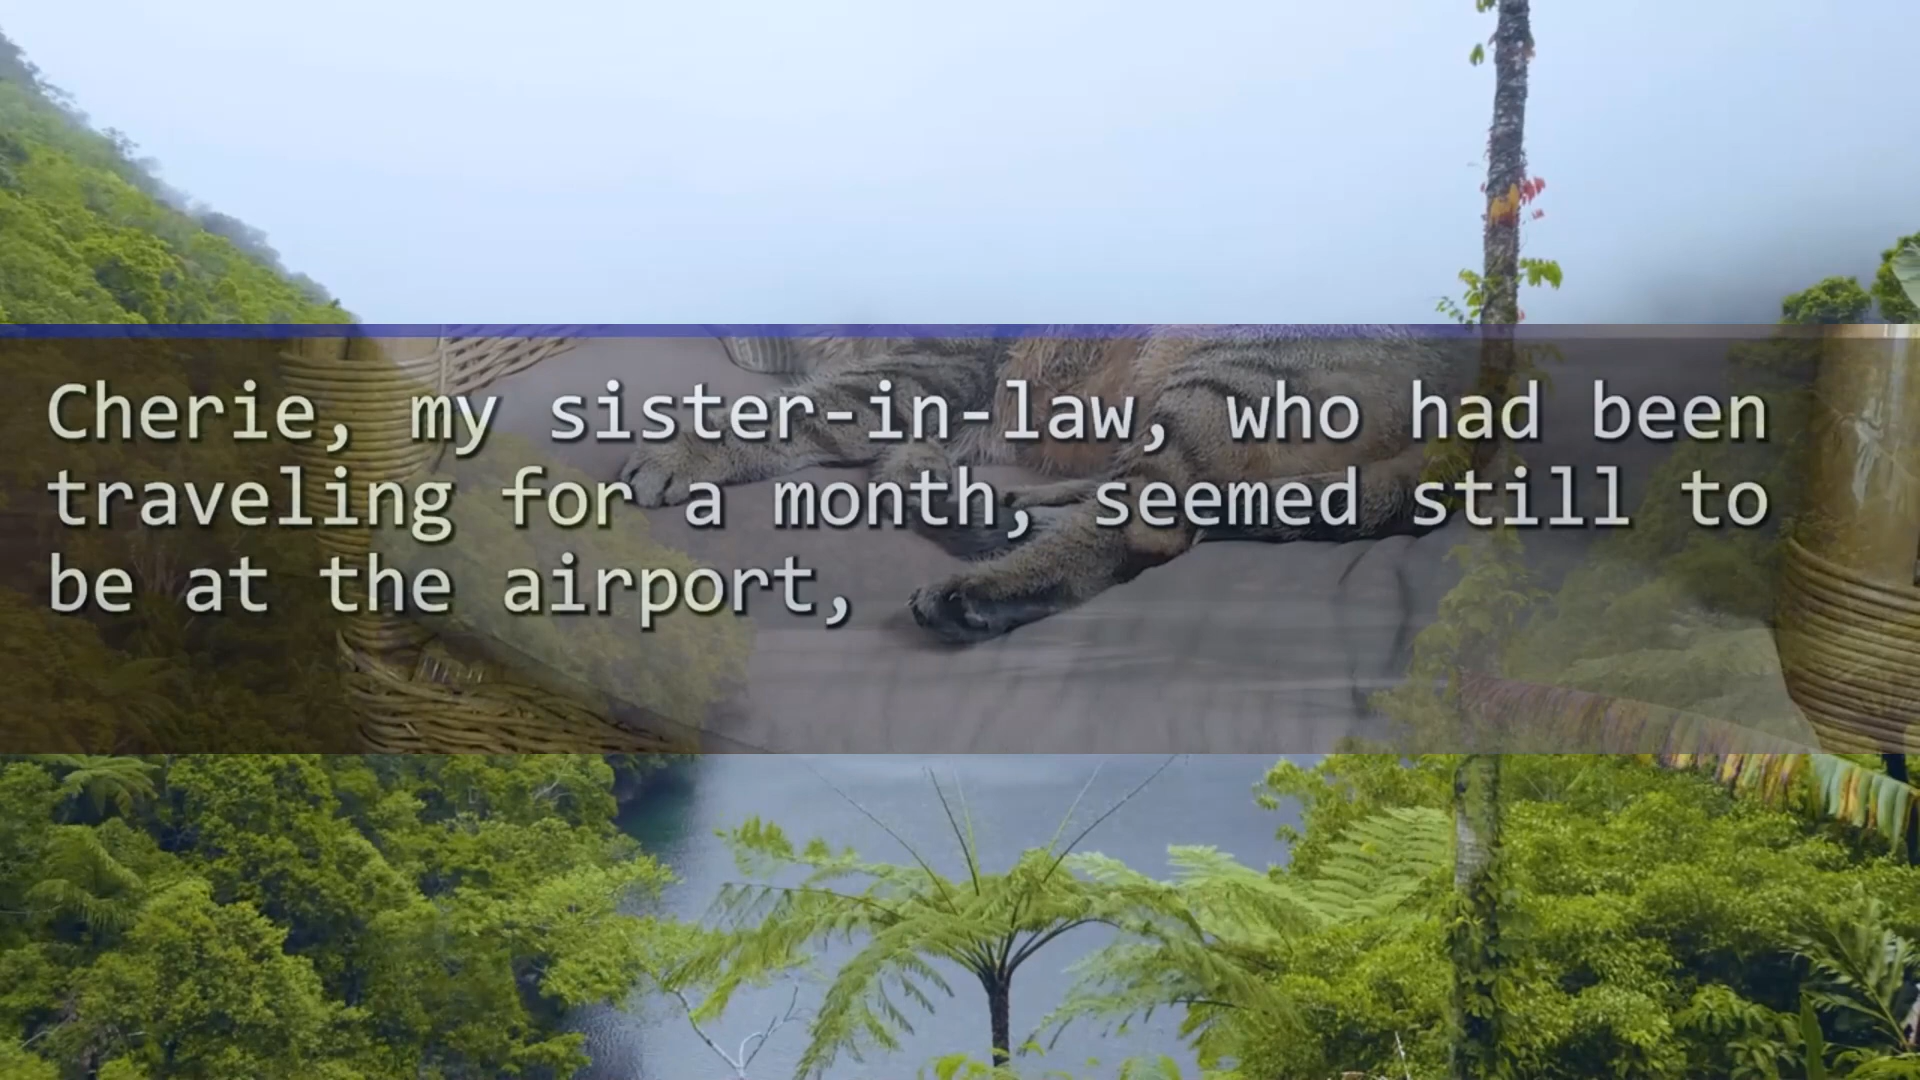 Cherie, my sister-in-law, who had been
traveling for a month, seemed still to
be at the airport,